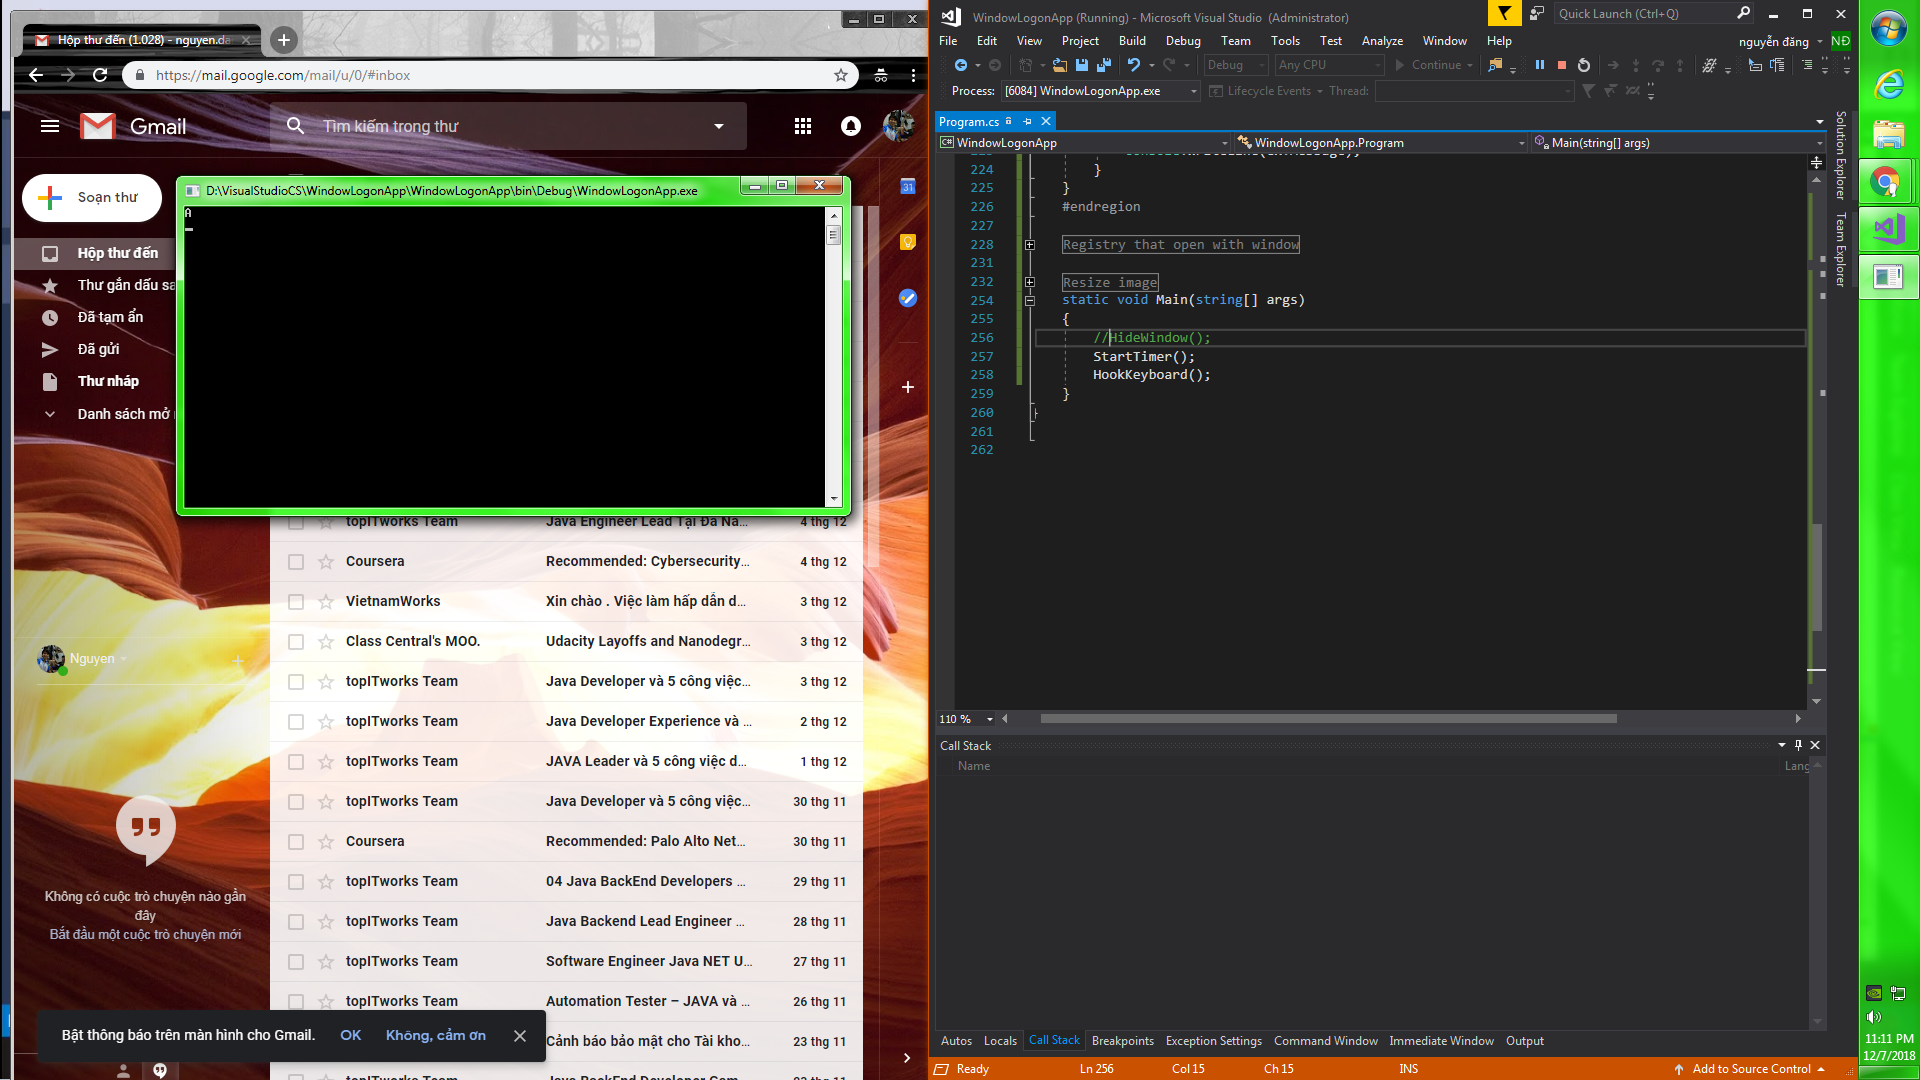 Hộp thư đến (1.028) - nguyen.da
https://mail.google.com/mail/u/0/#inbox
Gmail
Tìm kiếm trong thư
Soạn thư
Hộp thư đến
Thư gắn dấu sa
Đã tạm ẩn
Đã gửi
Thư nháp
Danh sách mở
D:\VisualStudioCS\WindowLogonApp\WindowLogonApp\bin\Debug\WindowLogonApp.exe
A
31
topITworks Team Java Engineer Lead Tại Đà Na... 4 thg 12
Coursera Recommended: Cybersecurity... 4 thg 12
VietnamWorks Xin chào . Việc làm hấp dẫn d... 3 thg 12
Class Central's MOO. Udacity Layoffs and Nanodegr... 3 thg 12
topITworks Team Java Developer và 5 công việc... 3 thg 12
topITworks Team Java Developer Experience và ... 2 thg 12
topITworks Team JAVA Leader và 5 công việc d... 1 thg 12
topITworks Team Java Developer và 5 công việc... 30 thg 11
Coursera Recommended: Palo Alto Net... 30 thg 11
topITworks Team 04 Java BackEnd Developers ... 29 thg 11
topITworks Team Java Backend Lead Engineer ... 28 thg 11
topITworks Team Software Engineer Java NET U... 27 thg 11
topITworks Team Automation Tester – JAVA và ... 26 thg 11
Cảnh báo bảo mật cho Tài kho... 23 thg 11
Nguyen
Không có cuộc trò chuyện nào gần
đây
Bắt đầu một cuộc trò chuyện mới
Bật thông báo trên màn hình cho Gmail. OK Không, cảm ơn
WindowLogonApp (Running) - Microsoft Visual Studio (Administrator)
Quick Launch (Ctrl+Q)
File Edit View Project Build Debug Team Tools Test Analyze Window Help
nguyễn đăng NĐ
Debug Any CPU Continue
Process: [6084] WindowLogonApp.exe Lifecycle Events Thread:
Program.cs
WindowLogonApp WindowLogonApp.Program Main(string[] args)
224 }
225 }
226 #endregion
227
228 Registry that open with window
231
232 Resize image
254 static void Main(string[] args)
255 {
256 //HideWindow();
257 StartTimer();
258 HookKeyboard();
259 }
260 }
261
262
110 %
Call Stack
Name Lang
Autos Locals Call Stack Breakpoints Exception Settings Command Window Immediate Window Output
Ready Ln 256 Col 15 Ch 15 INS Add to Source Control
Solution Explorer
Team Explorer
11:11 PM
12/7/2018